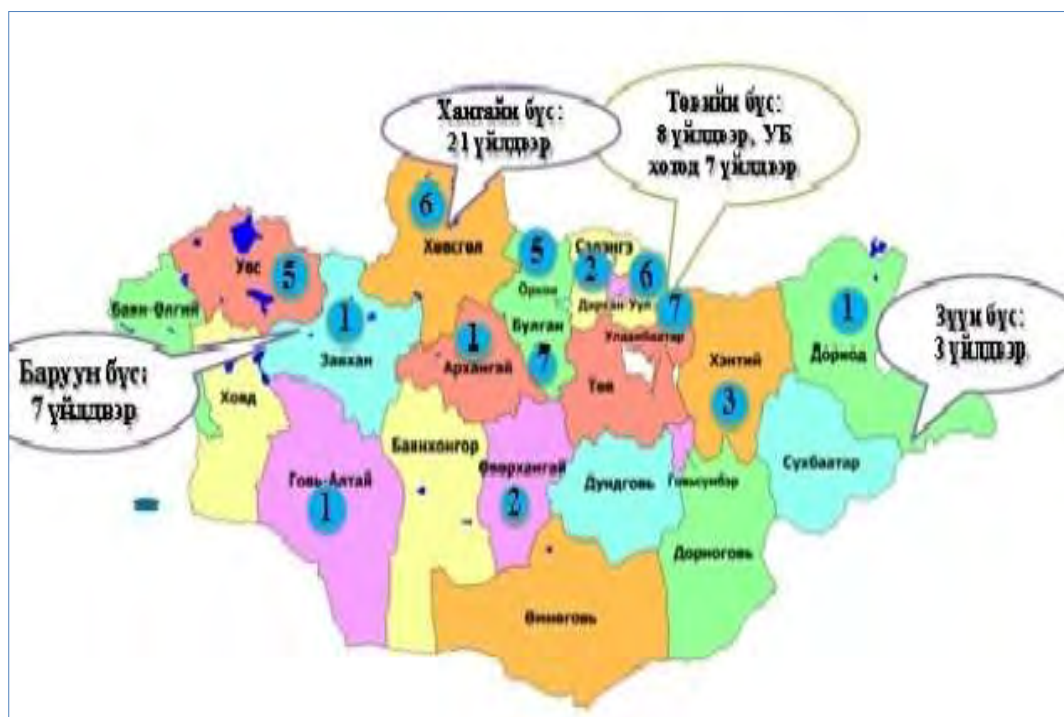 Хангайн бүс:
21 үйлдвэр
Төвийн бүс:
8 үйлдвэр, УБ
хотод 7 үйлдвэр
6
Хөвсгөл
5
Орхон
Сэлэнгэ
2
6
Дархан-Уул
7
Улаанбаатар
Увс
5
Баян-Өлгий
1
Завхан
1
Архангай
Булган
7
Төв
Хэнтий
3
1
Дорнод
Зүүн бүс:
3 үйлдвэр
Баруун бүс:
7 үйлдвэр
Ховд
Говь-Алтай
1
Баянхонгор
Өвөрхангай
2
Дундговь
Говьсүмбэр
Сүхбаатар
Дорноговь
Өмнөговь